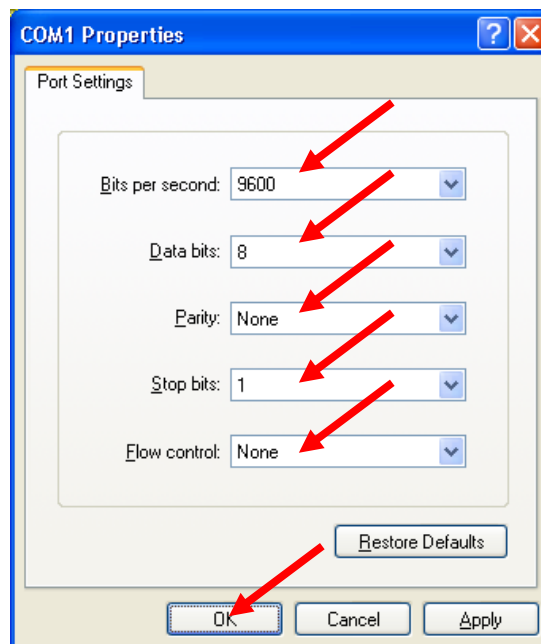 COM1 Properties
Port Settings
Bits per second: 9600
Data bits: 8
Parity: None
Stop bits: 1
Flow control: None
Restore Defaults
OK Cancel Apply